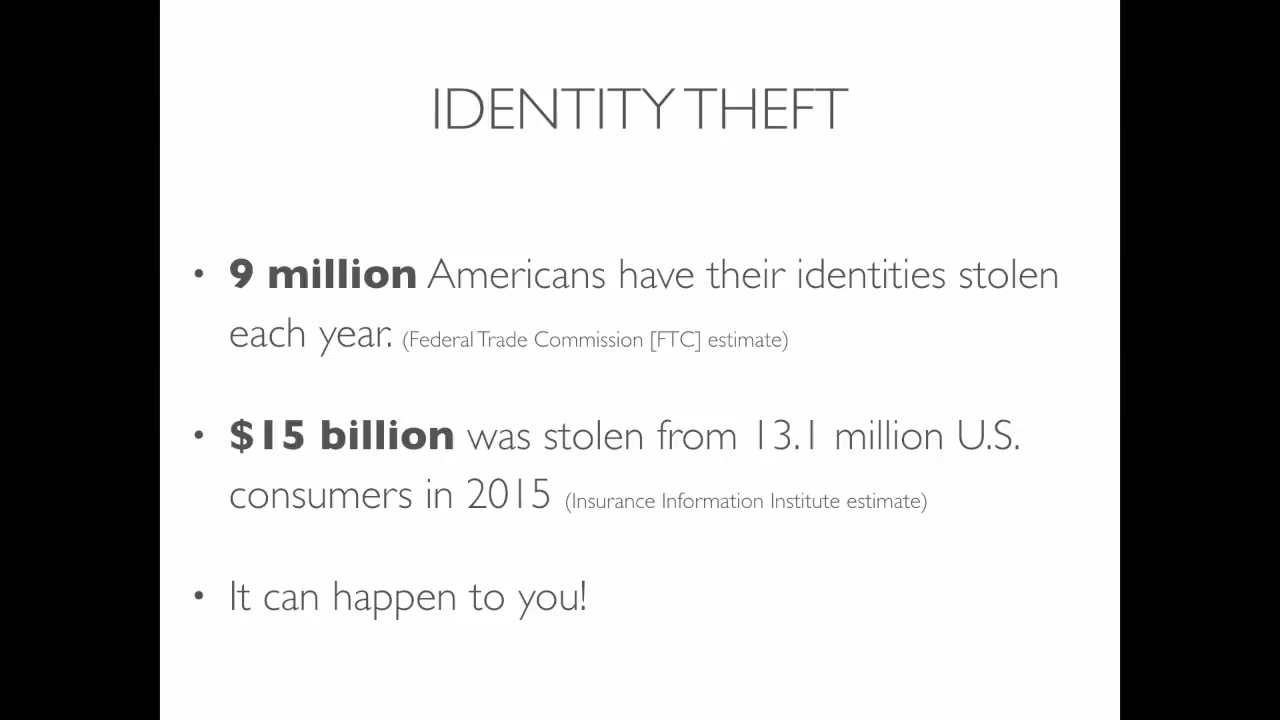 IDENTITY THEFT
• 9 million Americans have their identities stolen
each year. (Federal Trade Commission [FTC] estimate)
• $15 billion was stolen from 13.1 million U.S.
consumers in 2015 (Insurance Information Institute estimate)
• It can happen to you!